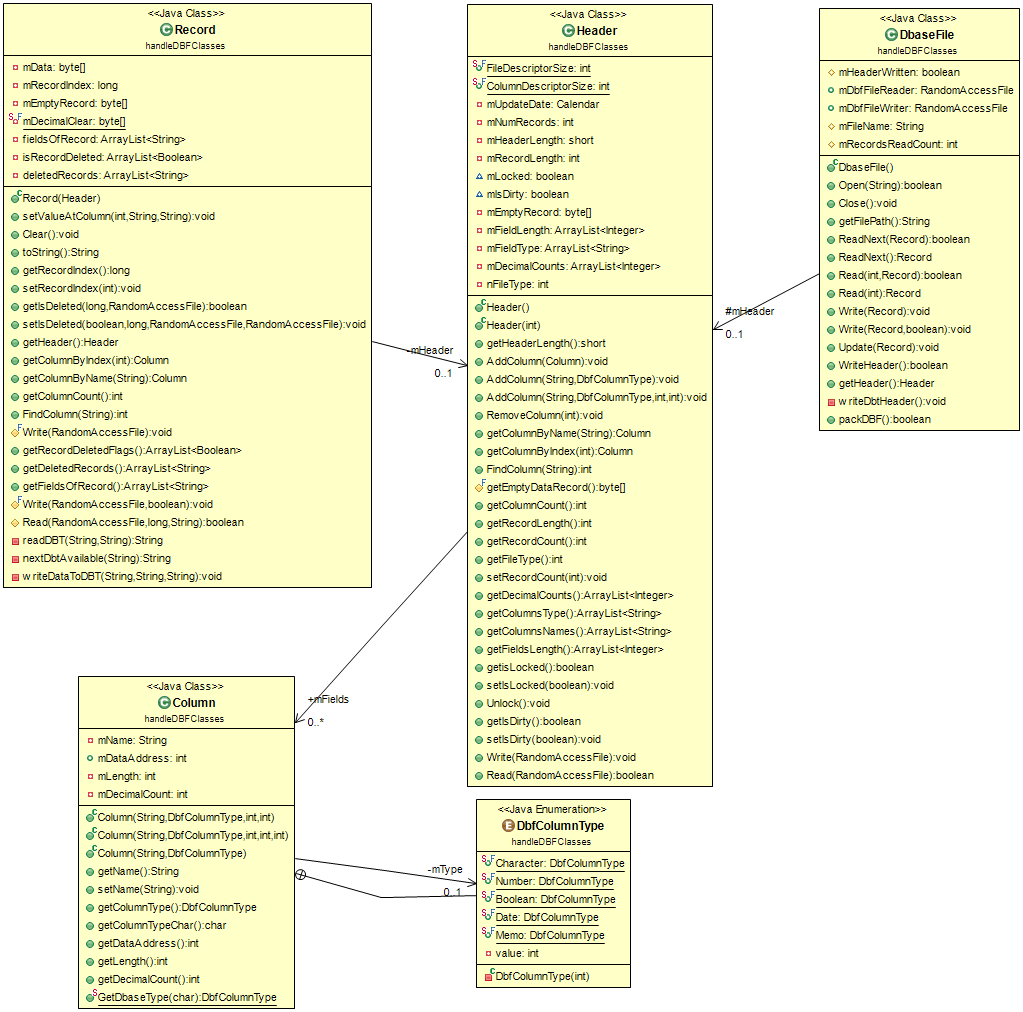 <<Java Class>>
Record
handleDBFClasses
mData: byte[]
mRecordIndex: long
mEmptyRecord: byte[]
mDecimalClear: byte[]
fieldsOfRecord: ArrayList<String>
isRecordDeleted: ArrayList<Boolean>
deletedRecords: ArrayList<String>
Record(Header)
setValueAtColumn(int,String,String):void
Clear():void
toString():String
getRecordIndex():long
setRecordIndex(int):void
getIsDeleted(long,RandomAccessFile):boolean
setIsDeleted(boolean,long,RandomAccessFile,RandomAccessFile):void
getHeader():Header
getColumnByIndex(int):Column
getColumnByName(String):Column
getColumnCount():int
FindColumn(String):int
Write(RandomAccessFile):void
getRecordDeletedFlags():ArrayList<Boolean>
getDeletedRecords():ArrayList<String>
getFieldsOfRecord():ArrayList<String>
Write(RandomAccessFile,boolean):void
Read(RandomAccessFile,long,String):boolean
readDBT(String,String):String
nextDbtAvailable(String):String
writeDataToDBT(String,String,String):void
-mHeader
0..1
<<Java Class>>
Header
handleDBFClasses
FileDescriptorSize: int
ColumnDescriptorSize: int
mUpdateDate: Calendar
mNumRecords: int
mHeaderLength: short
mRecordLength: int
mLocked: boolean
mIsDirty: boolean
mEmptyRecord: byte[]
mFieldLength: ArrayList<Integer>
mFieldType: ArrayList<String>
mDecimalCounts: ArrayList<Integer>
nFileType: int
Header()
Header(int)
getHeaderLength():short
AddColumn(Column):void
AddColumn(String,DbfColumnType):void
AddColumn(String,DbfColumnType,int,int):void
RemoveColumn(int):void
getColumnByName(String):Column
getColumnByIndex(int):Column
FindColumn(String):int
getEmptyDataRecord():byte[]
getColumnCount():int
getRecordLength():int
getRecordCount():int
getFileType():int
setRecordCount(int):void
getDecimalCounts():ArrayList<Integer>
getColumnsType():ArrayList<String>
getColumnsNames():ArrayList<String>
getFieldsLength():ArrayList<Integer>
getisLocked():boolean
setIsLocked(boolean):void
Unlock():void
getIsDirty():boolean
setIsDirty(boolean):void
Write(RandomAccessFile):void
Read(RandomAccessFile):boolean
<<Java Class>>
DbaseFile
handleDBFClasses
mHeaderWritten: boolean
mDbfFileReader: RandomAccessFile
mDbfFileWriter: RandomAccessFile
mFileName: String
mRecordsReadCount: int
DbaseFile()
Open(String):boolean
Close():void
getFilePath():String
ReadNext(Record):boolean
ReadNext():Record
Read(int,Record):boolean
Read(int):Record
Write(Record):void
Write(Record,boolean):void
Update(Record):void
WriteHeader():boolean
getHeader():Header
writeDbtHeader():void
packDBF():boolean
#mHeader
0..1
+mFields
0..*
<<Java Class>>
Column
handleDBFClasses
mName: String
mDataAddress: int
mLength: int
mDecimalCount: int
Column(String,DbfColumnType,int,int)
Column(String,DbfColumnType,int,int,int)
Column(String,DbfColumnType)
getName():String
setName(String):void
getColumnType():DbfColumnType
getColumnTypeChar():char
getDataAddress():int
getLength():int
getDecimalCount():int
GetDbaseType(char):DbfColumnType
-mType
0..1
<<Java Enumeration>>
DbfColumnType
handleDBFClasses
Character: DbfColumnType
Number: DbfColumnType
Boolean: DbfColumnType
Date: DbfColumnType
Memo: DbfColumnType
value: int
DbfColumnType(int)